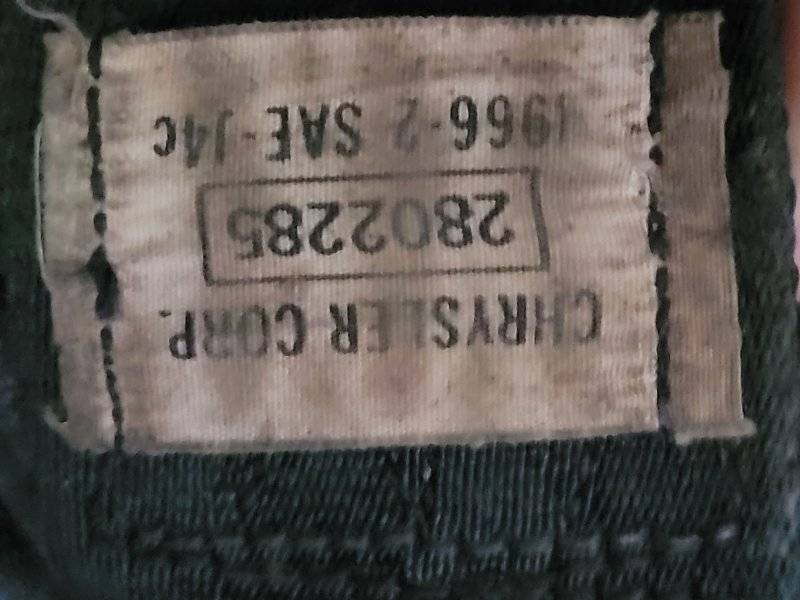 CHRYSLER CORP.
2802285
1966-2 SAE-J4c